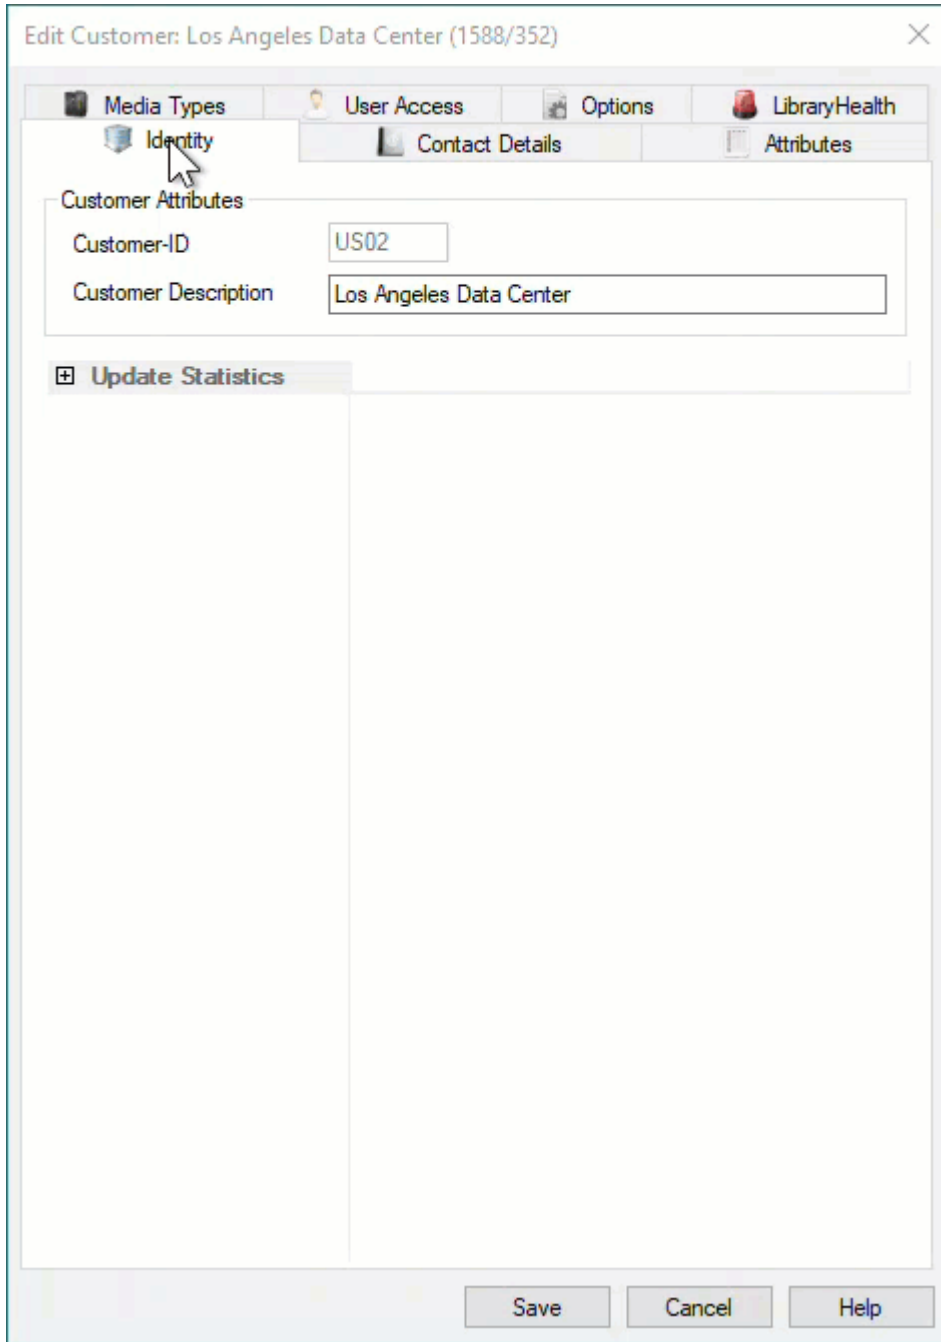 Edit Customer: Los Angeles Data Center (1588/352)
Media Types User Access Options LibraryHealth
Identity Contact Details Attributes
Customer Attributes
Customer-ID US02
Customer Description Los Angeles Data Center
Update Statistics
Save Cancel Help